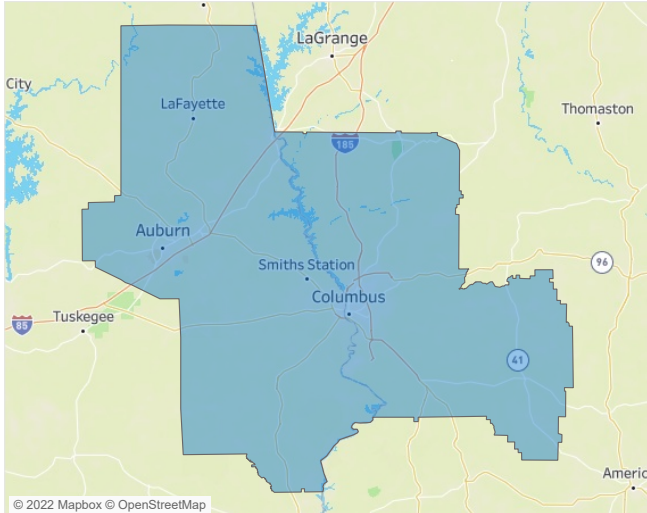 LaGrange
City
LaFayette
Thomaston
185
Auburn
96
Smiths Station
Columbus
Tuskegee
85
41
Americ
© 2022 Mapbox © OpenStreetMap